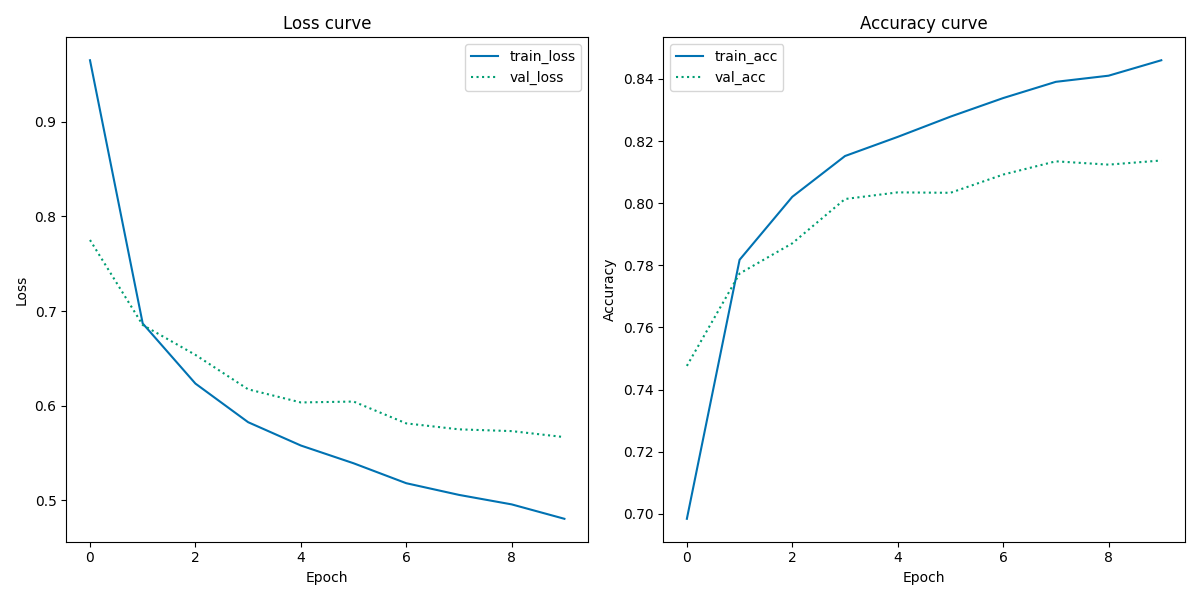 Loss curve
train_loss
val_loss
0.9
0.8
0.7
0.6
0.5
Loss
0 2 4 6 8
Epoch
Accuracy curve
train_acc
val_acc
0.84
0.82
0.80
0.78
0.76
0.74
0.72
0.70
Accuracy
0 2 4 6 8
Epoch